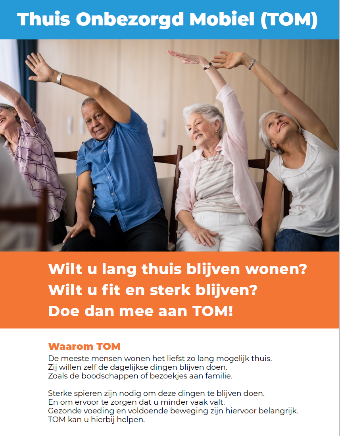 Thuis Onbezorgd Mobiel (TOM)
Wilt u lang thuis blijven wonen?
Wilt u fit en sterk blijven?
Doe dan mee aan TOM!
Waarom TOM
De meeste mensen wonen het liefst zo lang mogelijk thuis.
Zij willen zelf de dagelijkse dingen blijven doen.
Zoals de boodschappen of bezoekjes aan familie.
Sterke spieren zijn nodig om deze dingen te blijven doen.
En om ervoor te zorgen dat u minder vaak valt.
Gezonde voeding en voldoende beweging zijn hiervoor belangrijk.
TOM kan u hierbij helpen.